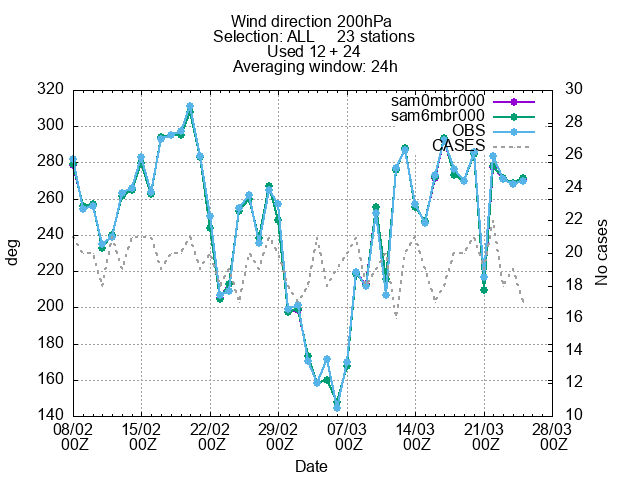 Wind direction 200hPa
Selection: ALL 23 stations
Used 12 + 24
Averaging window: 24h
320
300
280
260
240
220
200
180
160
140
deg
30
28
26
24
22
20
18
16
14
12
10
No cases
sam0mbr000
sam6mbr000
OBS
CASES
08/02 15/02 22/02 29/02 07/03 14/03 21/03 28/03
00Z 00Z 00Z 00Z 00Z 00Z 00Z 00Z
Date